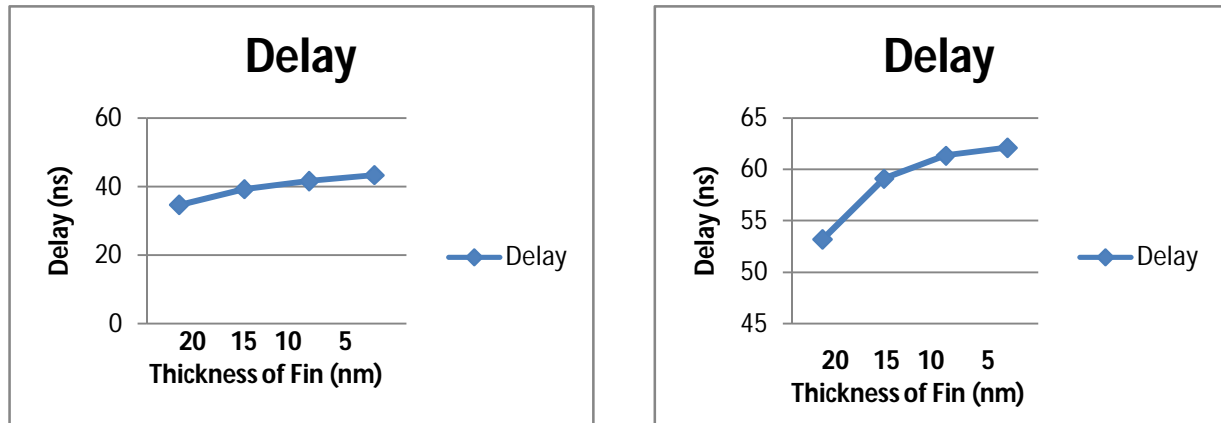 Delay
60
40
20
0
Delay (ns)
20 15 10 5
Thickness of Fin (nm)
Delay
Delay
65
60
55
50
45
Delay (ns)
20 15 10 5
Thickness of Fin (nm)
Delay